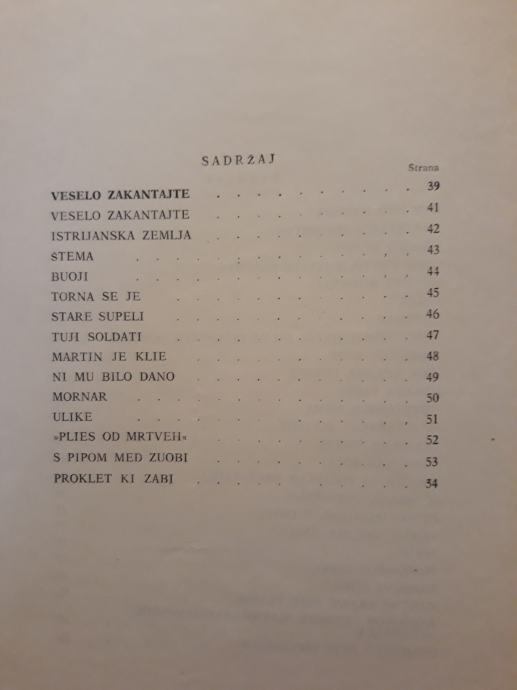 SADRŽAJ
Strana
VESELO ZAKANTAJTE . . . . . . . . . . 39
VESELO ZAKANTAJTE . . . . . . . . . . 41
ISTRIJANSKA ZEMLJA . . . . . . . . . . 42
ŠTEMA . . . . . . . . . . . . 43
BUOJI . . . . . . . . . . . . 44
TORNA SE JE . . . . . . . . . . 45
STARE SUPELI . . . . . . . . . . 46
TUJI SOLDATI . . . . . . . . . . 47
MARTIN JE KLIE . . . . . . . . . . 48
NI MU BILO DANO . . . . . . . . . . 49
MORNAR . . . . . . . . . . . . 50
ULIKE . . . . . . . . . . . . 51
»PLIES OD MRTVEH« . . . . . . . . . . 52
S PIPOM MED ZUOBI . . . . . . . . . . 53
PROKLET KI ZABI . . . . . . . . . . 54